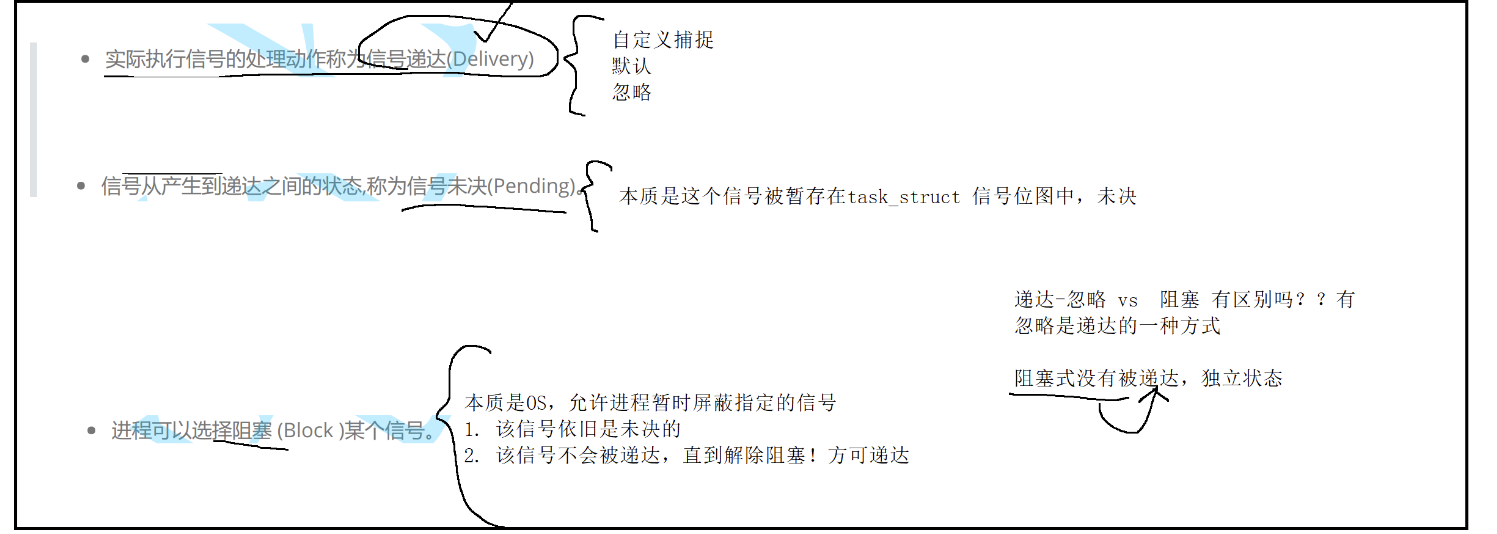 实际执行信号的处理动作称为信号递达(Delivery)
自定义捕捉
默认
忽略
信号从产生到递达之间的状态,称为信号未决(Pending)。
本质是这个信号被暂存在task_struct 信号位图中，未决
递达-忽略 vs 阻塞 有区别吗？？有
忽略是递达的一种方式
阻塞式没有被递达，独立状态
进程可以选择阻塞 (Block )某个信号。
本质是OS，允许进程暂时屏蔽指定的信号
1. 该信号依旧是未决的
2. 该信号不会被递达，直到解除阻塞！方可递达